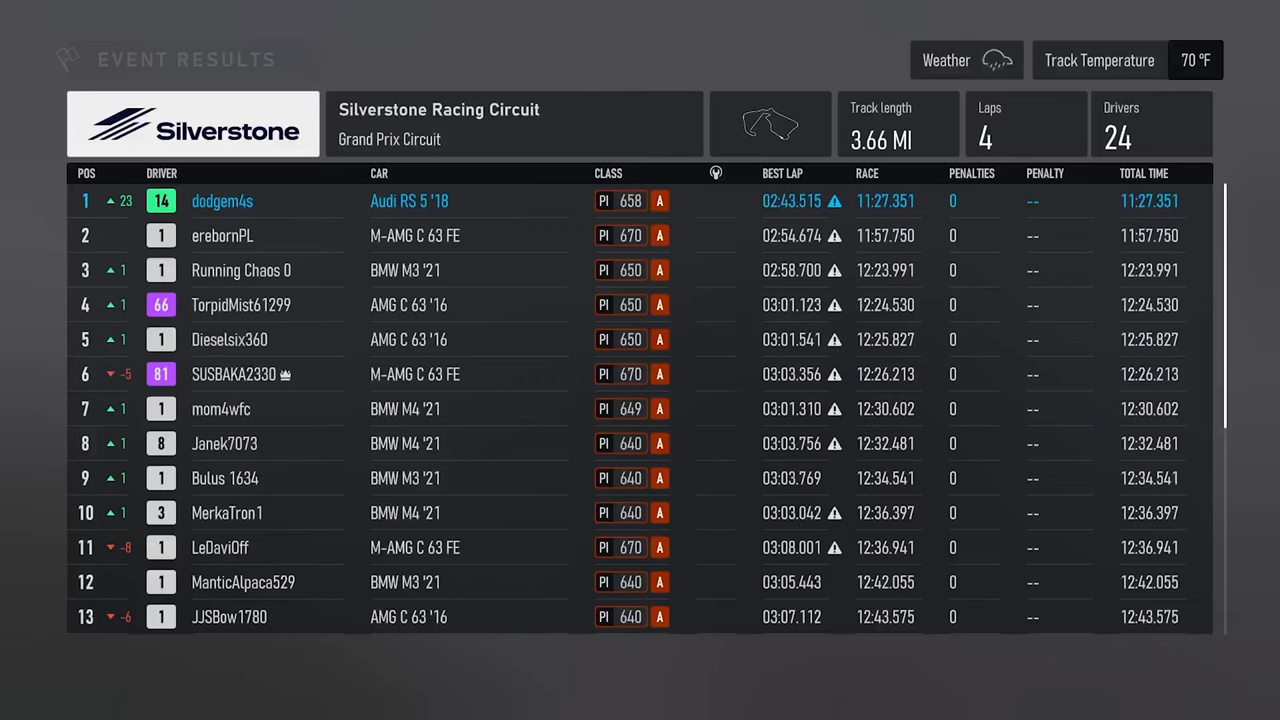 EVENT RESULTS
Weather Track Temperature 70 °F
Silverstone
Silverstone Racing Circuit
Grand Prix Circuit
Track length
3.66 MI
Laps
4
Drivers
24
POS DRIVER CAR CLASS BEST LAP RACE PENALTIES PENALTY TOTAL TIME
1 23 14 dodgem4s Audi RS 5 '18 PI 658 A 02:43.515 11:27.351 0 -- 11:27.351
2 1 erebornPL M-AMG C 63 FE PI 670 A 02:54.674 11:57.750 0 -- 11:57.750
3 1 1 Running Chaos 0 BMW M3 '21 PI 650 A 02:58.700 12:23.991 0 -- 12:23.991
4 1 66 TorpidMist61299 AMG C 63 '16 PI 650 A 03:01.123 12:24.530 0 -- 12:24.530
5 1 1 Dieselsix360 AMG C 63 '16 PI 650 A 03:01.541 12:25.827 0 -- 12:25.827
6 -5 81 SUSBAKA2330 M-AMG C 63 FE PI 670 A 03:03.356 12:26.213 0 -- 12:26.213
7 1 1 mom4wfc BMW M4 '21 PI 649 A 03:01.310 12:30.602 0 -- 12:30.602
8 1 8 Janek7073 BMW M4 '21 PI 640 A 03:03.756 12:32.481 0 -- 12:32.481
9 1 1 Bulus 1634 BMW M3 '21 PI 640 A 03:03.769 12:34.541 0 -- 12:34.541
10 1 3 MerkaTron1 BMW M4 '21 PI 640 A 03:03.042 12:36.397 0 -- 12:36.397
11 -8 1 LeDaviOff M-AMG C 63 FE PI 670 A 03:08.001 12:36.941 0 -- 12:36.941
12 1 ManticAlpaca529 BMW M3 '21 PI 640 A 03:05.443 12:42.055 0 -- 12:42.055
13 -6 1 JJSBow1780 AMG C 63 '16 PI 640 A 03:07.112 12:43.575 0 -- 12:43.575